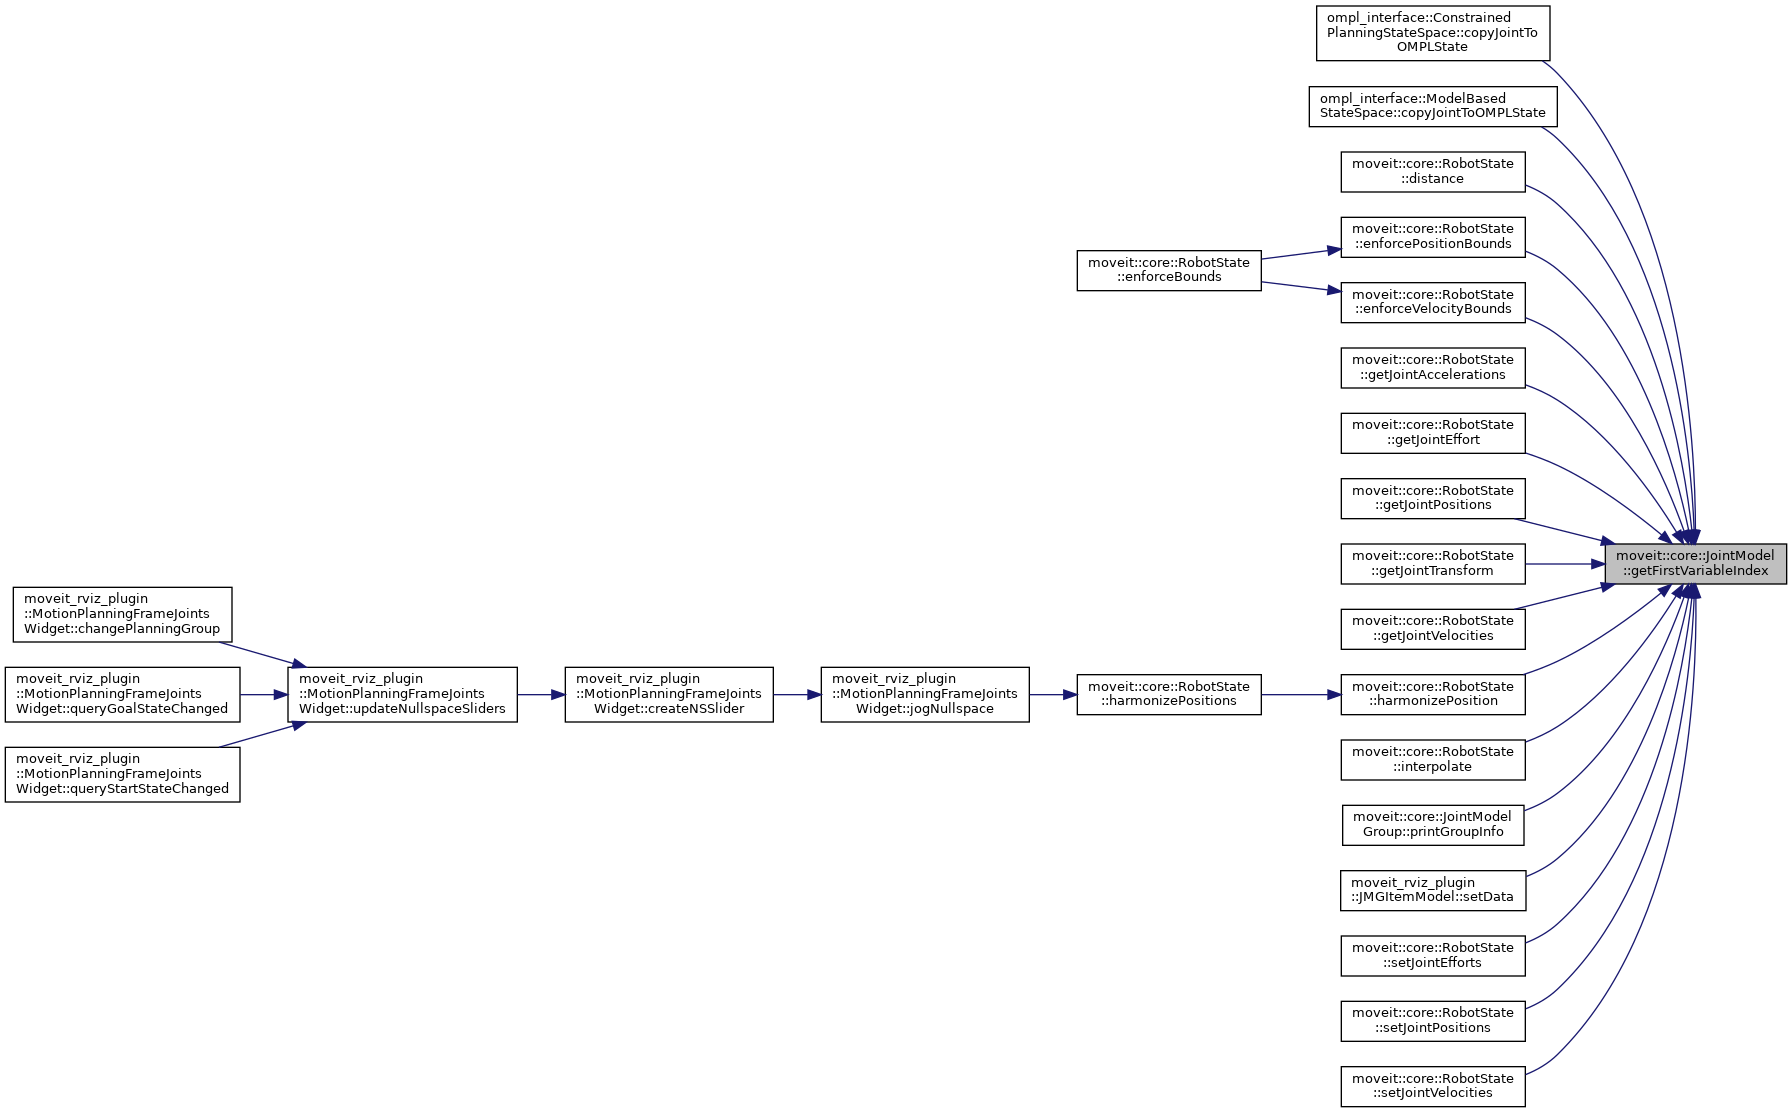 ompl_interface::Constrained
PlanningStateSpace::copyJointTo
OMPLState
ompl_interface::ModelBased
StateSpace::copyJointToOMPLState
moveit::core::RobotState
::distance
moveit::core::RobotState
::enforcePositionBounds
moveit::core::RobotState
::enforceBounds
moveit::core::RobotState
::enforceVelocityBounds
moveit::core::RobotState
::getJointAccelerations
moveit::core::RobotState
::getJointEffort
moveit::core::RobotState
::getJointPositions
moveit::core::RobotState
::getJointTransform
moveit::core::JointModel
::getFirstVariableIndex
moveit::core::RobotState
::getJointVelocities
moveit_rviz_plugin
::MotionPlanningFrameJoints
Widget::changePlanningGroup
moveit_rviz_plugin
::MotionPlanningFrameJoints
Widget::queryGoalStateChanged
moveit_rviz_plugin
::MotionPlanningFrameJoints
Widget::queryStartStateChanged
moveit_rviz_plugin
::MotionPlanningFrameJoints
Widget::updateNullspaceSliders
moveit_rviz_plugin
::MotionPlanningFrameJoints
Widget::createNSSlider
moveit_rviz_plugin
::MotionPlanningFrameJoints
Widget::jogNullspace
moveit::core::RobotState
::harmonizePositions
moveit::core::RobotState
::harmonizePosition
moveit::core::RobotState
::interpolate
moveit::core::JointModel
Group::printGroupInfo
moveit_rviz_plugin
::JMGItemModel::setData
moveit::core::RobotState
::setJointEfforts
moveit::core::RobotState
::setJointPositions
moveit::core::RobotState
::setJointVelocities